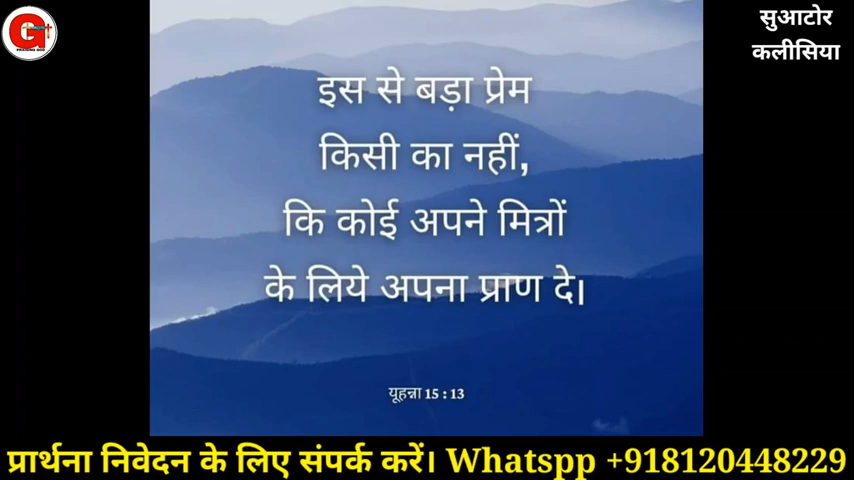 सुआटोर
कलीसिया
इस से बड़ा प्रेम
किसी का नहीं,
कि कोई अपने मित्रों
के लिये अपना प्राण दे।
यूहन्ना 15 : 13
प्रार्थना निवेदन के लिए संपर्क करें। Whatspp +918120448229